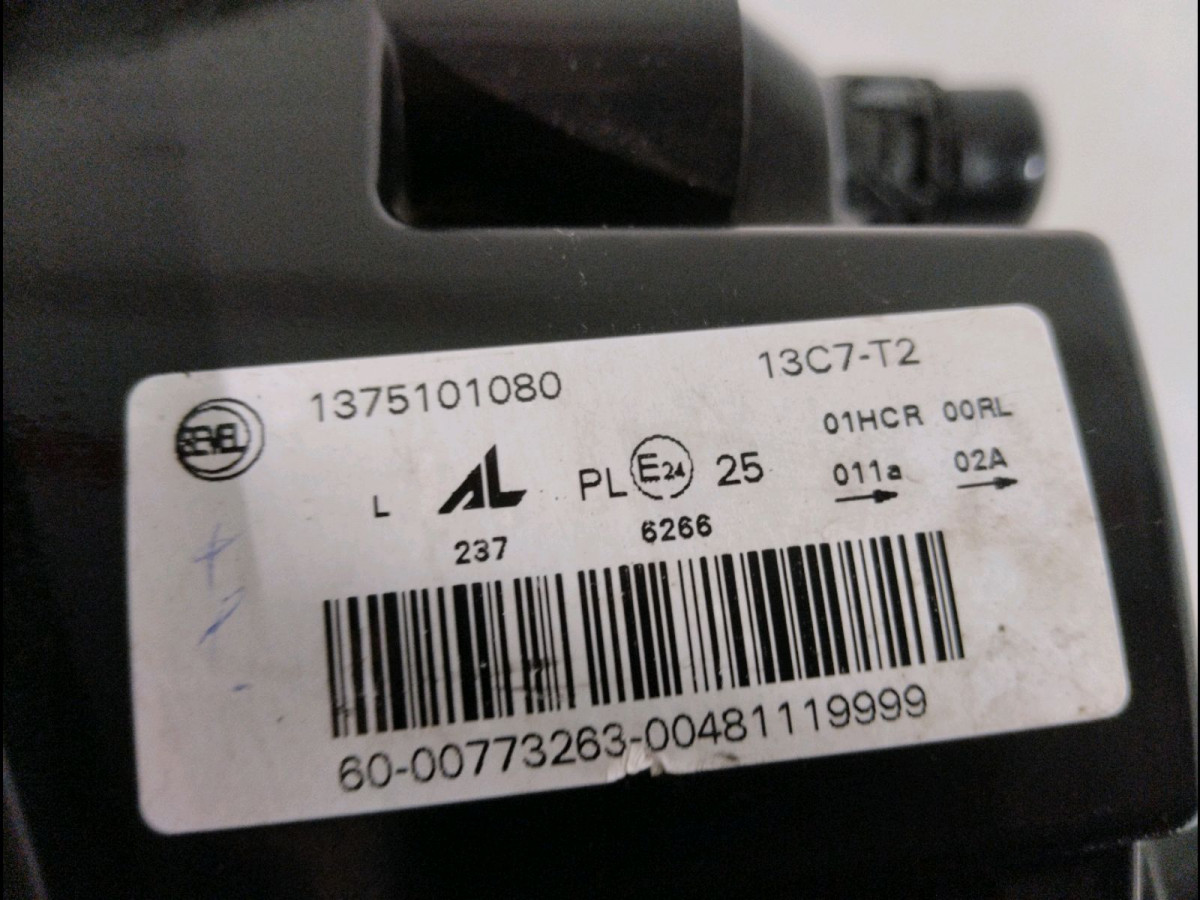 1375101080 13C7-T2
SEVEL
01HCR 00RL
L AL PL E24 25 011a 02A
237 6266
60-00773263-00481119999